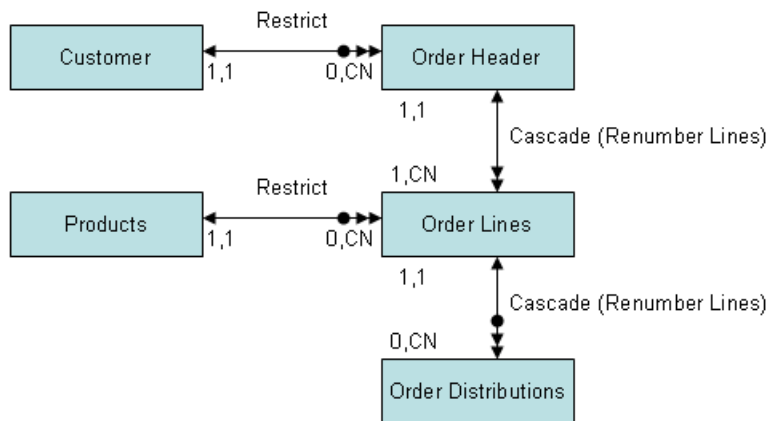 Restrict
Customer
Order Header
1,1
0,CN
1,1
Cascade (Renumber Lines)
1,CN
Restrict
Products
Order Lines
1,1
0,CN
1,1
Cascade (Renumber Lines)
0,CN
Order Distributions